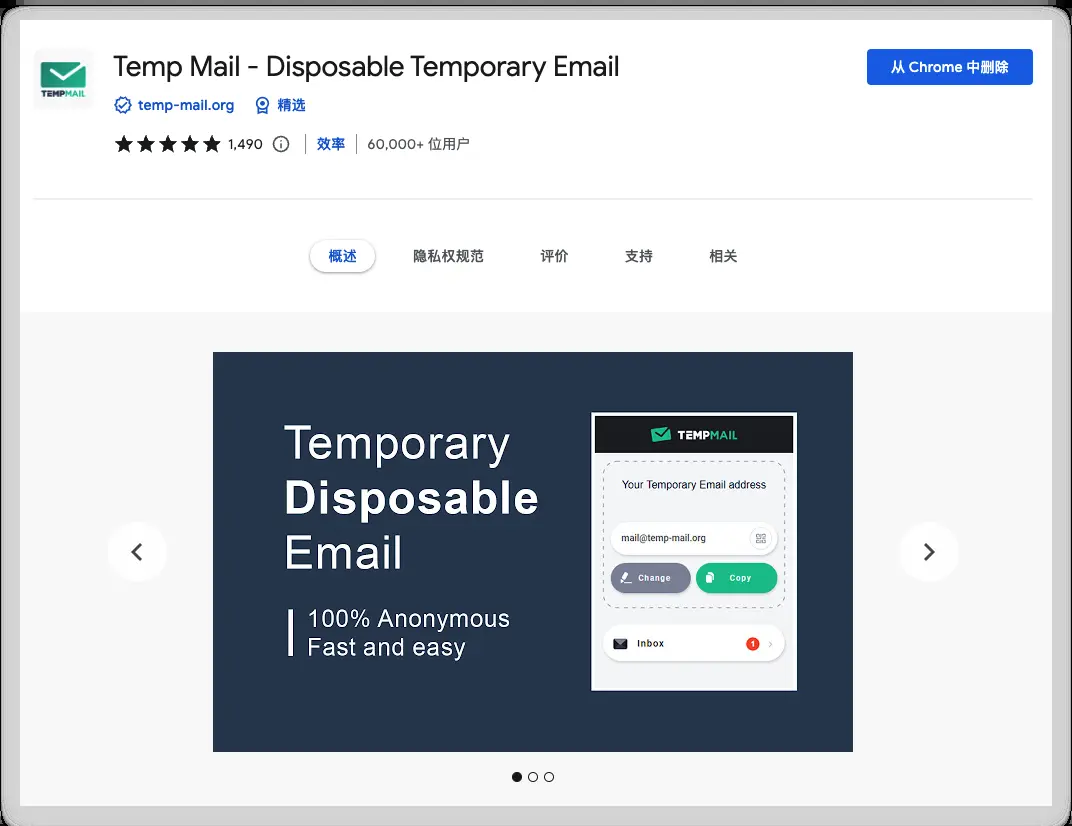 TEMPMAIL
Temp Mail - Disposable Temporary Email
从 Chrome 中删除
temp-mail.org 精选
1,490 效率 60,000+ 位用户
概述 隐私权规范 评价 支持 相关
Temporary
Disposable
Email
100% Anonymous
Fast and easy
TEMPMAIL
Your Temporary Email address
mail@temp-mail.org
Change Copy
Inbox 1